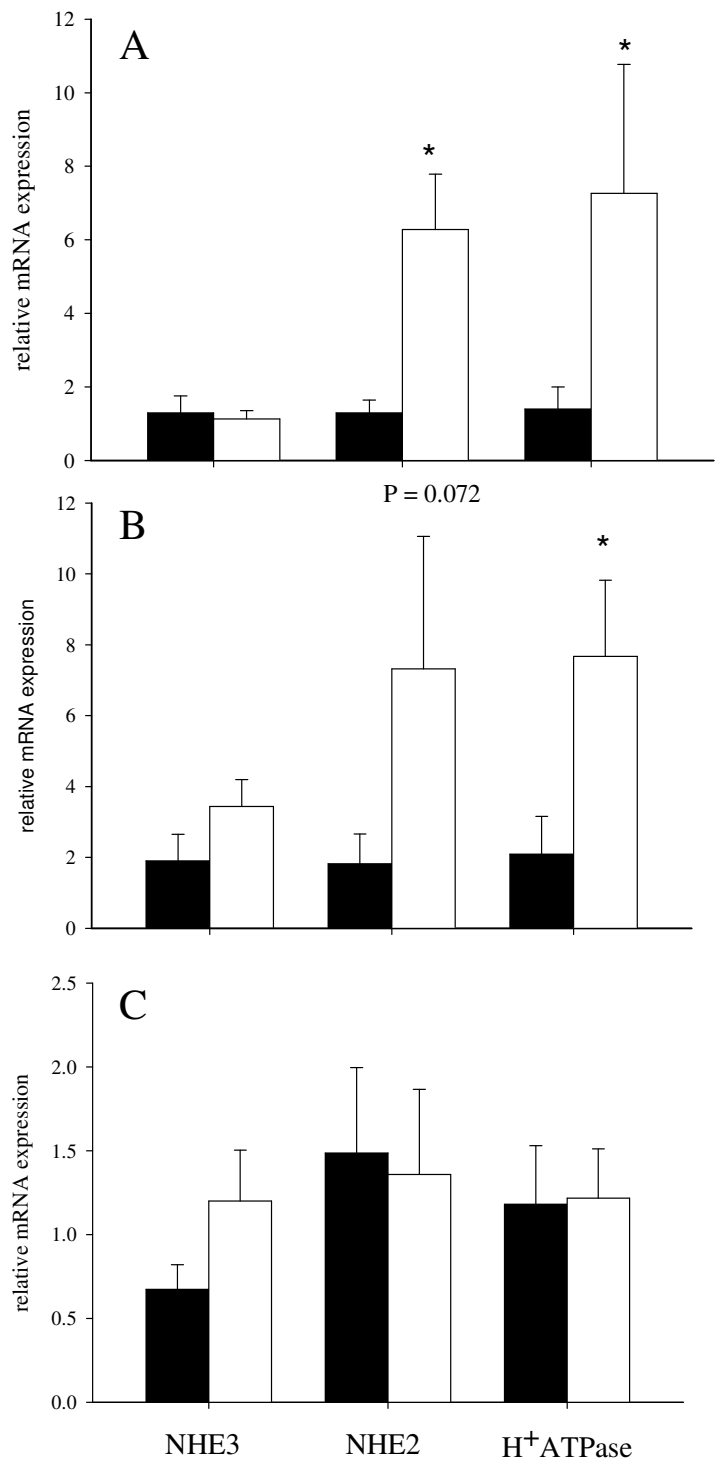 A
relative mRNA expression
12
10
8
6
4
2
0
*
*
P = 0.072
B
relative mRNA expression
12
10
8
6
4
2
0
*
C
relative mRNA expression
2.5
2.0
1.5
1.0
0.5
0.0
NHE3 NHE2 H⁺ATPase